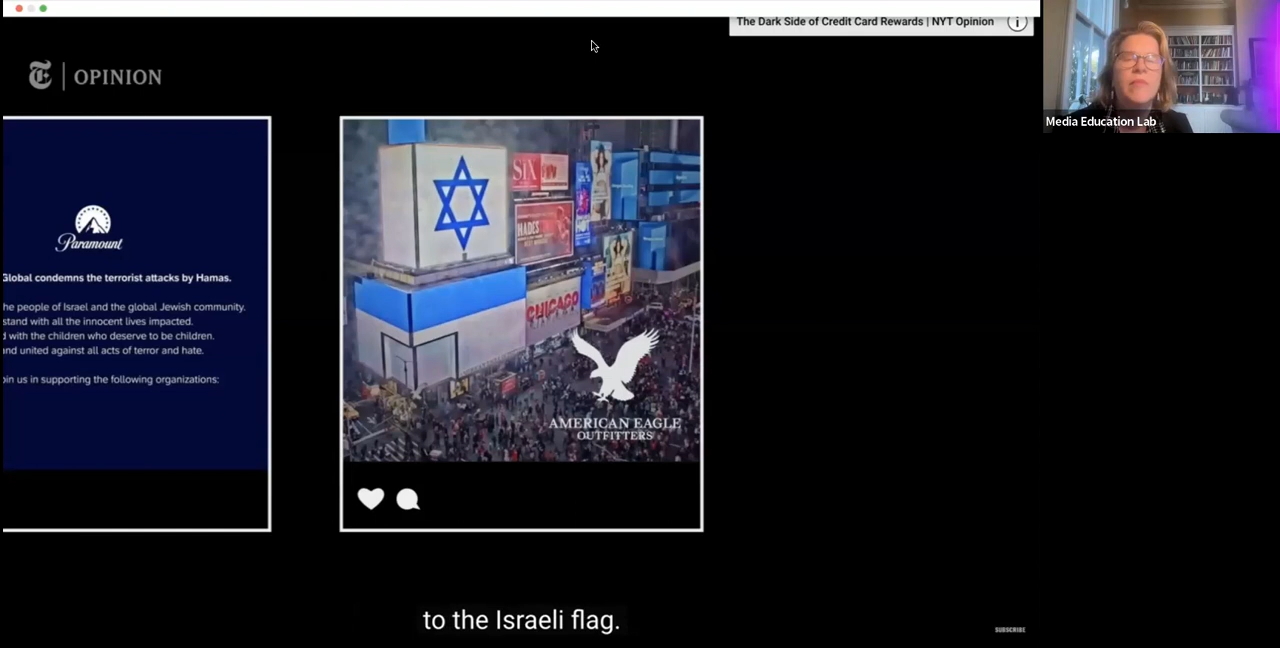 The Dark Side of Credit Card Rewards | NYT Opinion
OPINION
Paramount
Global condemns the terrorist attacks by Hamas.
he people of Israel and the global Jewish community.
stand with all the innocent lives impacted.
d with the children who deserve to be children.
and united against all acts of terror and hate.
oin us in supporting the following organizations:
SIX
HADES
CHICAGO
AMERICAN EAGLE
OUTFITTERS
to the Israeli flag.
SUBSCRIBE
Media Education Lab